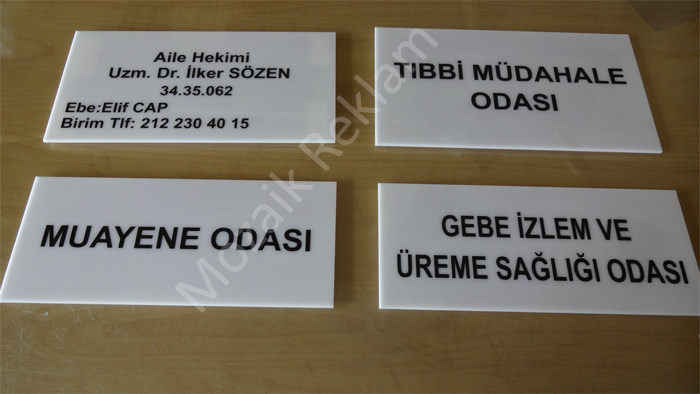 Aile Hekimi
Uzm. Dr. İlker SÖZEN
34.35.062
Ebe:Elif CAP
Birim Tlf: 212 230 40 15
TIBBİ MÜDAHALE
ODASI
MUAYENE ODASI
GEBE İZLEM VE
ÜREME SAĞLIĞI ODASI
Mozaik Reklam